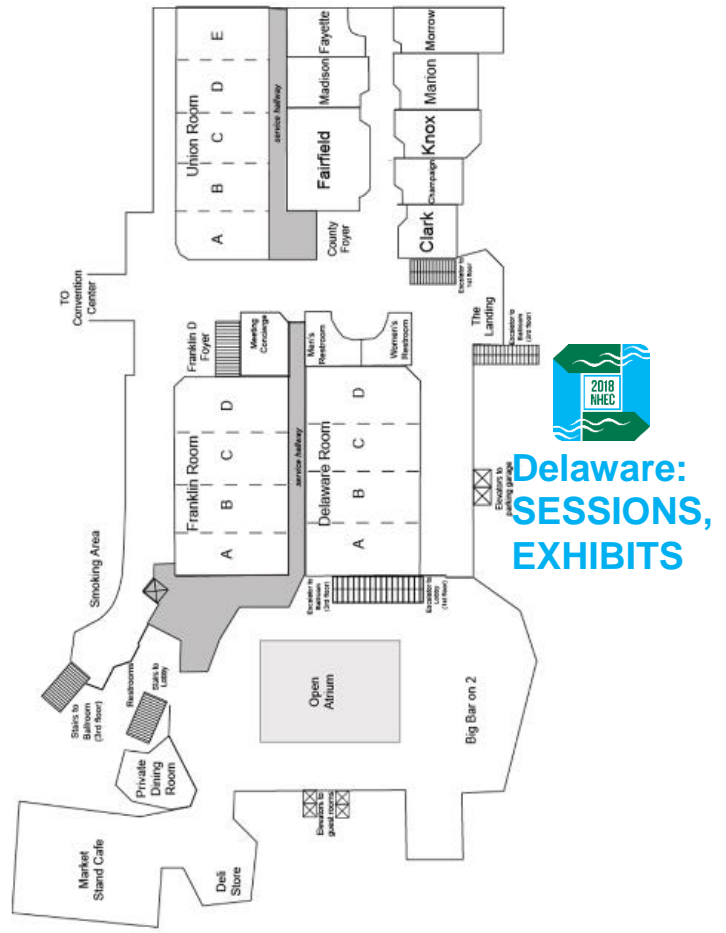 E
D
C
B
A
Union Room
service hallway
Fayette
Madison
Fairfield
County
Foyer
Morrow
Marion
Knox
Champaign
Clark
Escalator to
1st floor
TO
Convention
Center
The
Landing
Escalator to
Ballroom
(3rd floor)
Franklin D
Foyer
Meeting
Concierge
Men's
Restroom
Women's
Restroom
Franklin Room
D
C
B
A
service hallway
Delaware Room
D
C
B
A
Elevators to
parking garage
2018
NHEC
Delaware:
SESSIONS,
EXHIBITS
Smoking Area
Escalator to
Ballroom
(3rd floor)
Escalator to
Lobby
(1st floor)
Stairs to
Ballroom
(3rd floor)
Restrooms
Stairs to
Lobby
Open
Atrium
Big Bar on 2
Private
Dining
Room
Elevators to
guest rooms
Market
Stand Cafe
Deli
Store